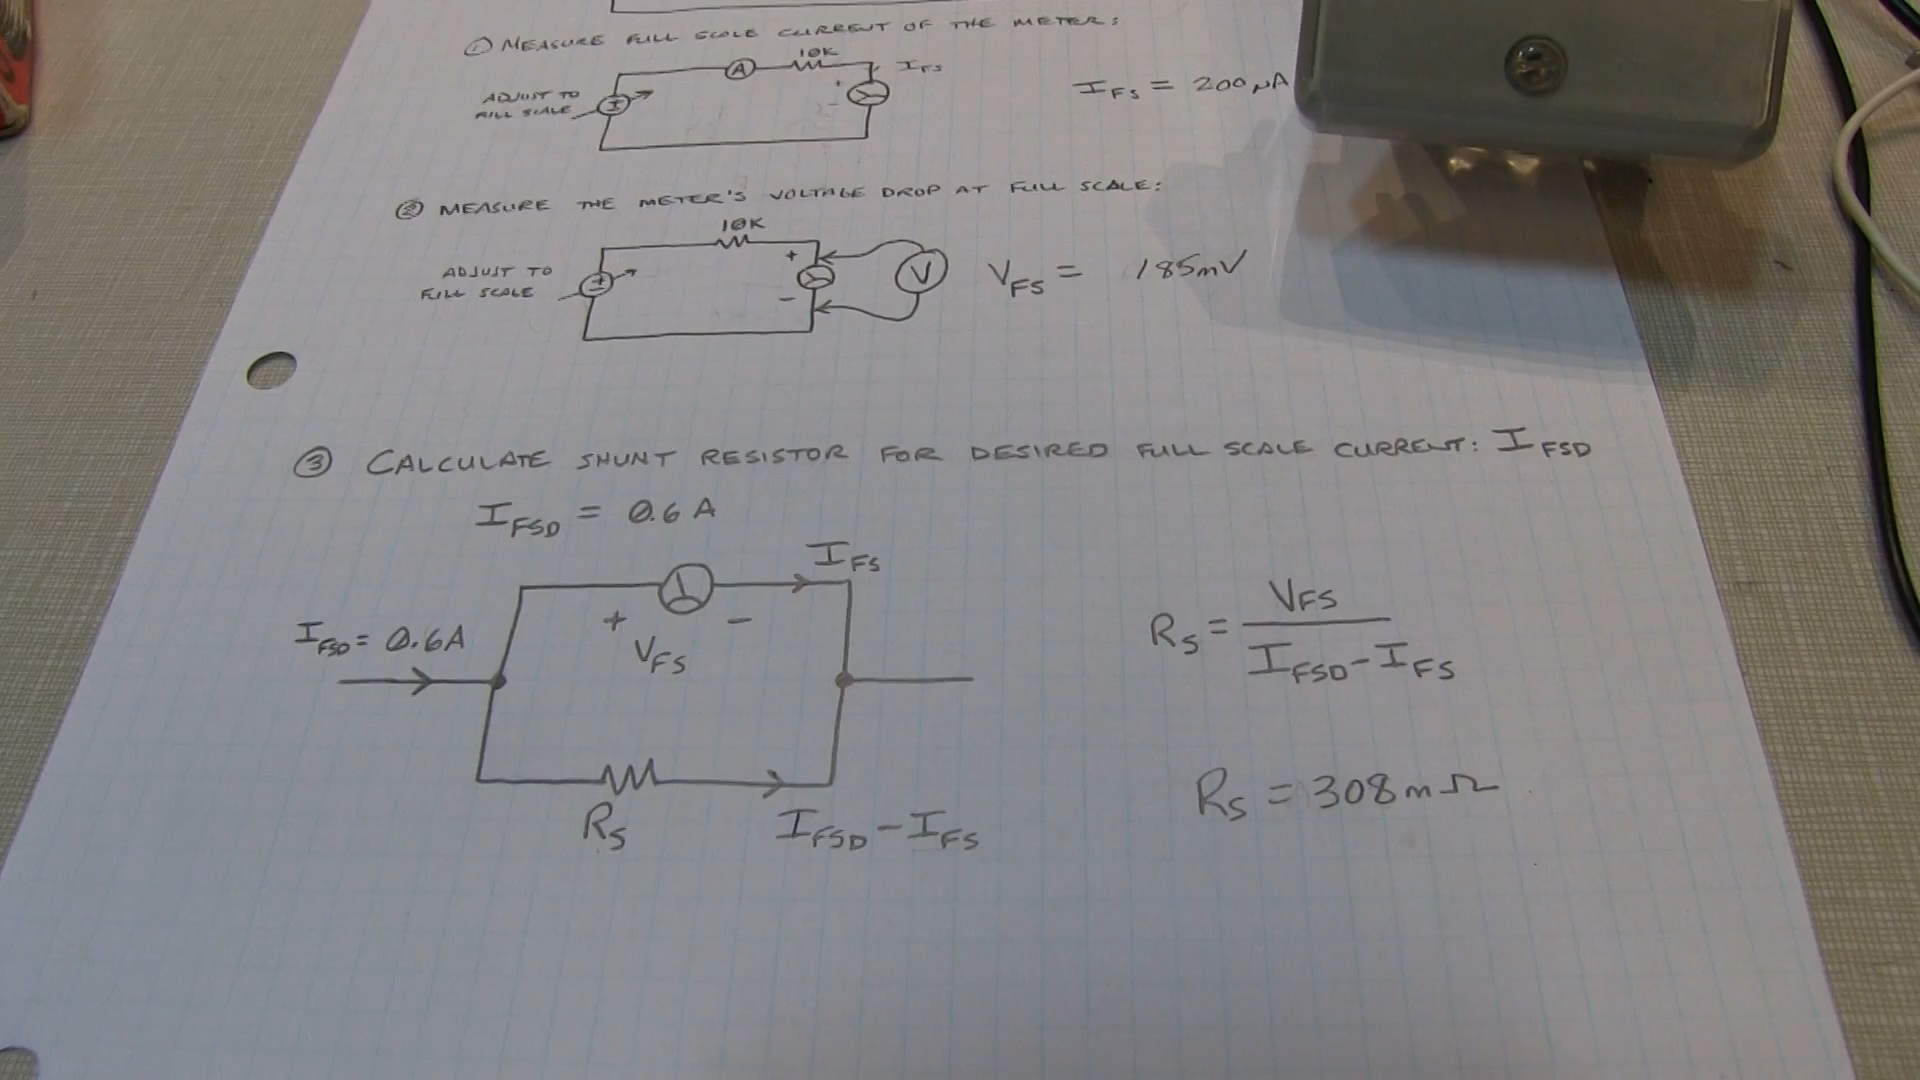 ① MEASURE FULL SCALE CURRENT OF THE METER:
10K
A
IFS
ADJUST TO
FULL SCALE
+
-
IFS = 200µA
② MEASURE THE METER'S VOLTAGE DROP AT FULL SCALE:
10K
ADJUST TO
FULL SCALE
+
-
V
VFS = 185mV
③ CALCULATE SHUNT RESISTOR FOR DESIRED FULL SCALE CURRENT: IFSD
IFSD = 0.6 A
IFS
IFSD = 0.6A
+ -
VFS
RS
IFSD - IFS
RS = VFS
IFSD - IFS
RS = 308mΩ